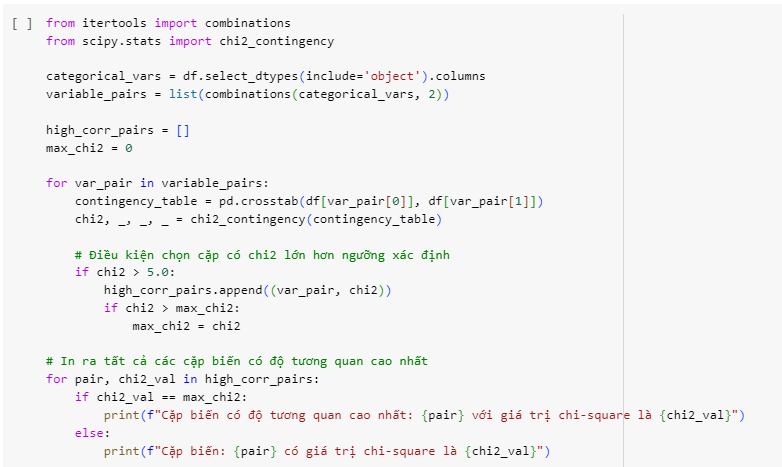 [ ] from itertools import combinations
from scipy.stats import chi2_contingency
categorical_vars = df.select_dtypes(include='object').columns
variable_pairs = list(combinations(categorical_vars, 2))
high_corr_pairs = []
max_chi2 = 0
for var_pair in variable_pairs:
    contingency_table = pd.crosstab(df[var_pair[0]], df[var_pair[1]])
    chi2, _, _, _ = chi2_contingency(contingency_table)
    # Điều kiện chọn cặp có chi2 lớn hơn ngưỡng xác định
    if chi2 > 5.0:
        high_corr_pairs.append((var_pair, chi2))
        if chi2 > max_chi2:
            max_chi2 = chi2
# In ra tất cả các cặp biến có độ tương quan cao nhất
for pair, chi2_val in high_corr_pairs:
    if chi2_val == max_chi2:
        print(f"Cặp biến có độ tương quan cao nhất: {pair} với giá trị chi-square là {chi2_val}")
    else:
        print(f"Cặp biến: {pair} có giá trị chi-square là {chi2_val}")